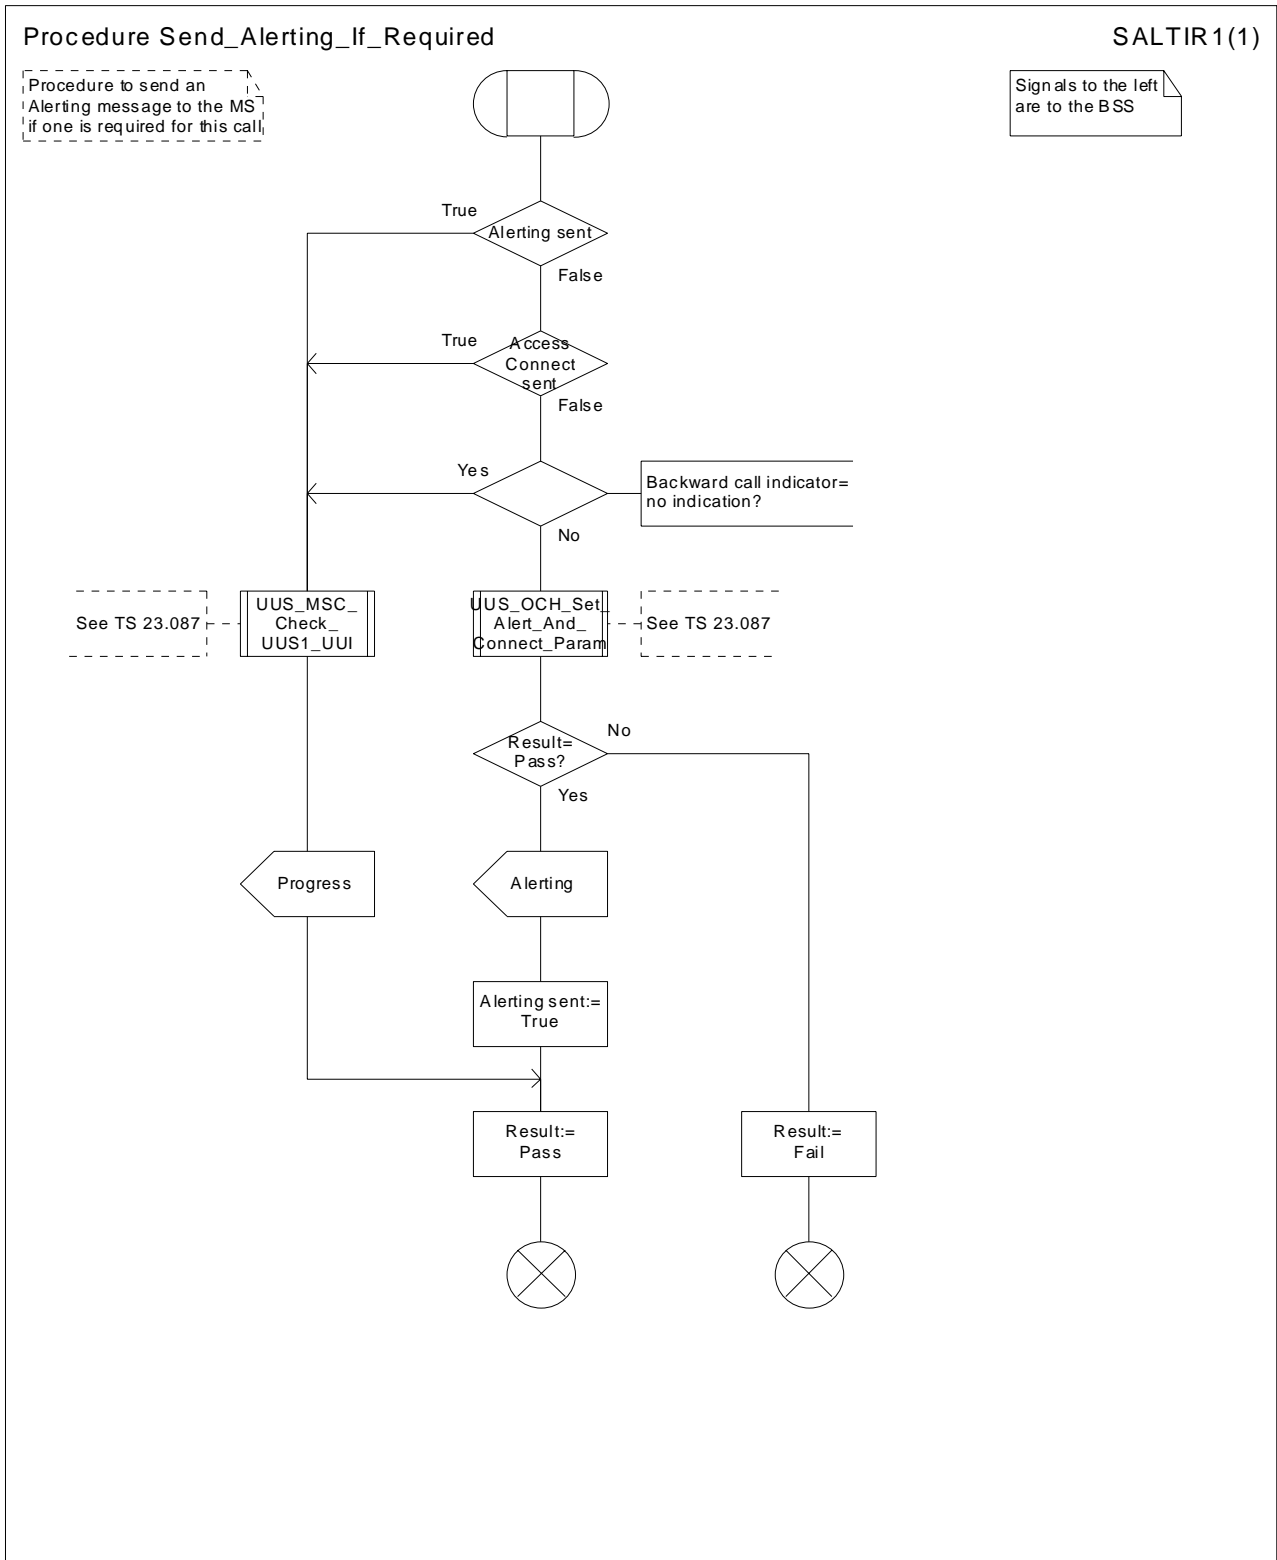 Procedure Send_Alerting_If_Required
SALTIR1(1)
Procedure to send an
Alerting message to the MS
if one is required for this call
Signals to the left
are to the BSS
True
Alerting sent
False
True
Access
Connect
sent
False
Yes
Backward call indicator=
no indication?
No
See TS 23.087
UUS_MSC_
Check_
UUS1_UUI
UUS_OCH_Set_
Alert_And_
Connect_Param
See TS 23.087
Result=
Pass?
No
Yes
Progress
Alerting
Alerting sent:=
True
Result:=
Pass
Result:=
Fail